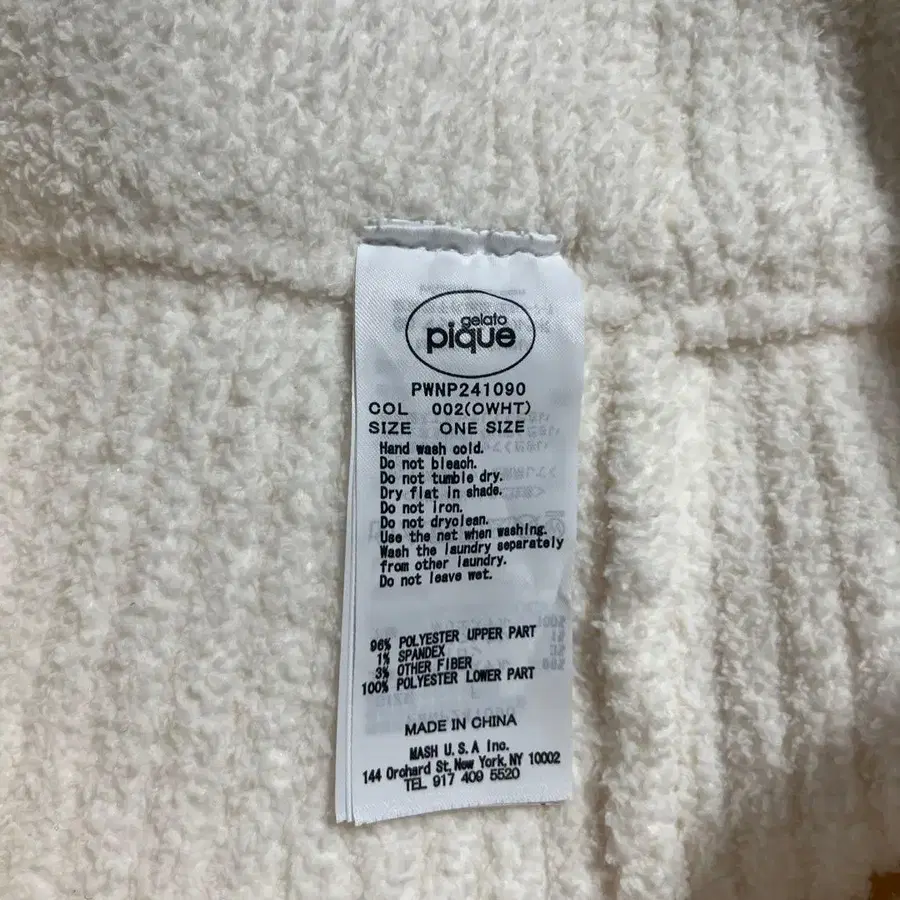 gelato
pique
PWNP241090
COL 002(OWHT)
SIZE ONE SIZE
Hand wash cold.
Do not bleach.
Do not tumble dry.
Dry flat in shade.
Do not iron.
Do not dryclean.
Use the net when washing.
Wash the laundry separately
from other laundry.
Do not leave wet.
96% POLYESTER UPPER PART
1% SPANDEX
3% OTHER FIBER
100% POLYESTER LOWER PART
MADE IN CHINA
MASH U.S.A Inc.
144 Orchard St, New York, NY 10002
TEL 917 409 5520